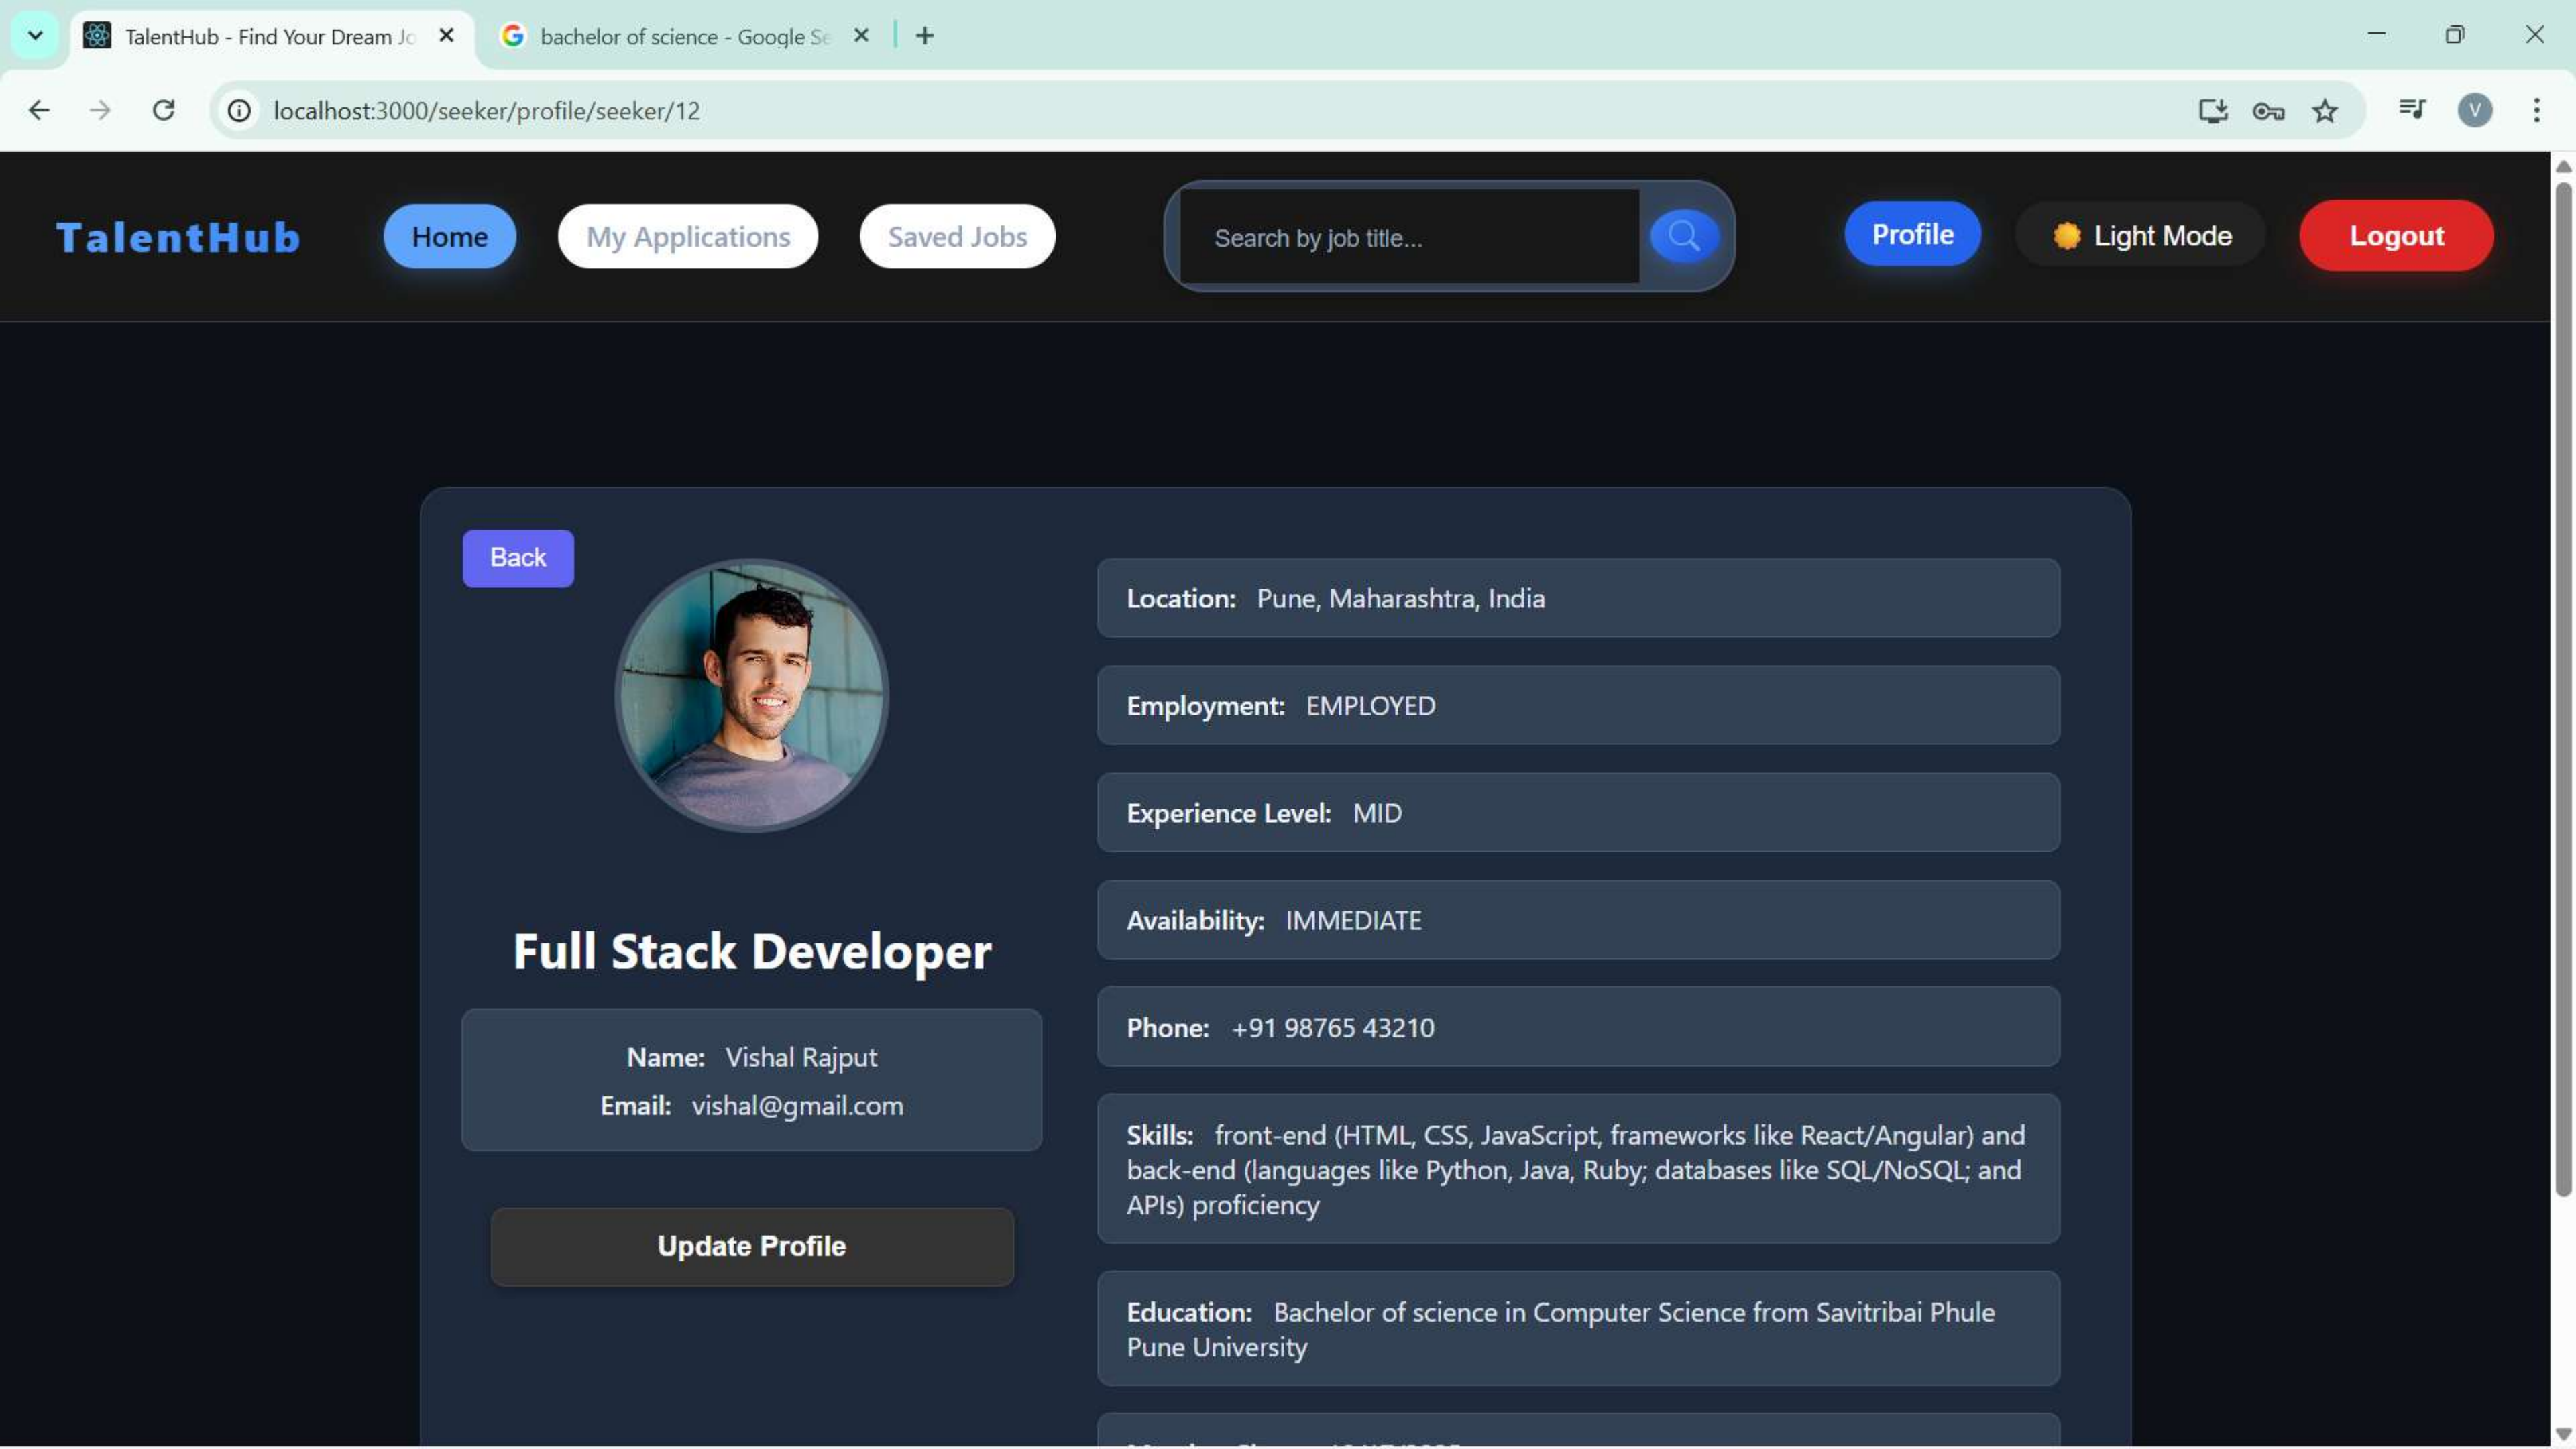 TalentHub - Find Your Dream Jo
bachelor of science - Google Se
localhost:3000/seeker/profile/seeker/12
V
TalentHub
Home
My Applications
Saved Jobs
Search by job title...
Profile
Light Mode
Logout
Back
Full Stack Developer
Name: Vishal Rajput
Email: vishal@gmail.com
Update Profile
Location: Pune, Maharashtra, India
Employment: EMPLOYED
Experience Level: MID
Availability: IMMEDIATE
Phone: +91 98765 43210
Skills: front-end (HTML, CSS, JavaScript, frameworks like React/Angular) and
back-end (languages like Python, Java, Ruby; databases like SQL/NoSQL; and
APIs) proficiency
Education: Bachelor of science in Computer Science from Savitribai Phule
Pune University